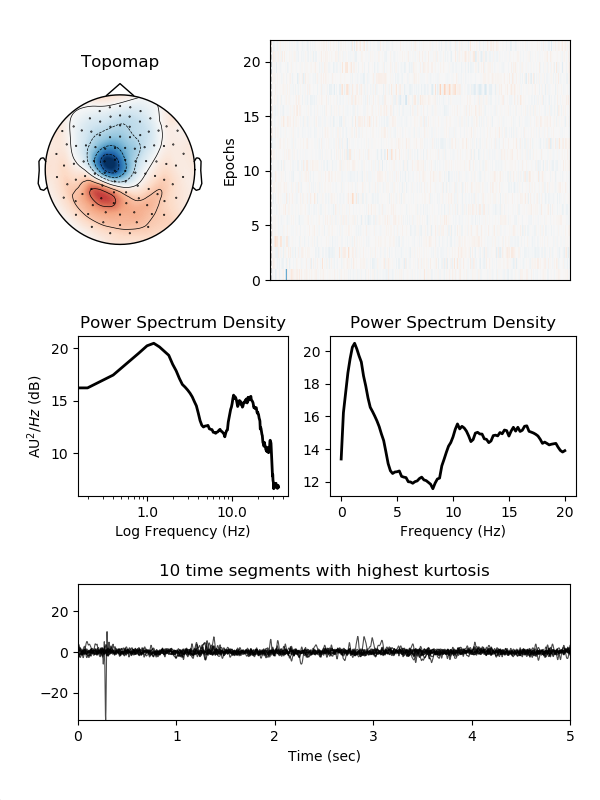 Topomap
Epochs
20
15
10
5
0
Power Spectrum Density
20
15
10
AU²/Hz (dB)
1.0 10.0
Log Frequency (Hz)
Power Spectrum Density
20
18
16
14
12
0 5 10 15 20
Frequency (Hz)
10 time segments with highest kurtosis
20
0
−20
0 1 2 3 4 5
Time (sec)